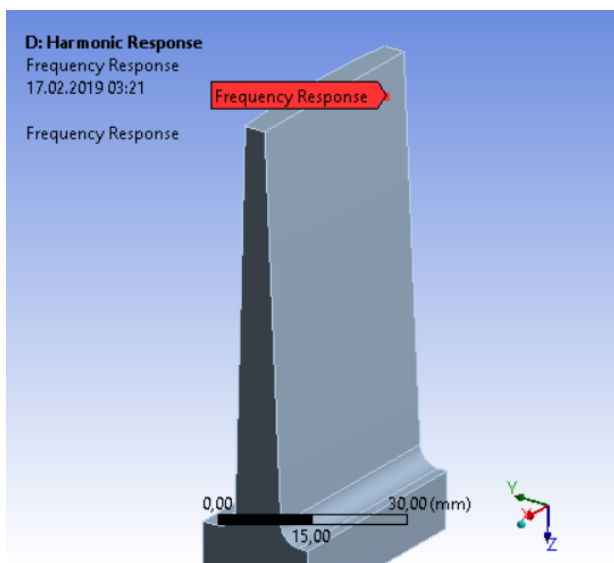 D: Harmonic Response
Frequency Response
17.02.2019 03:21
Frequency Response
Frequency Response
0,00
30,00 (mm)
15,00
Y
X
Z